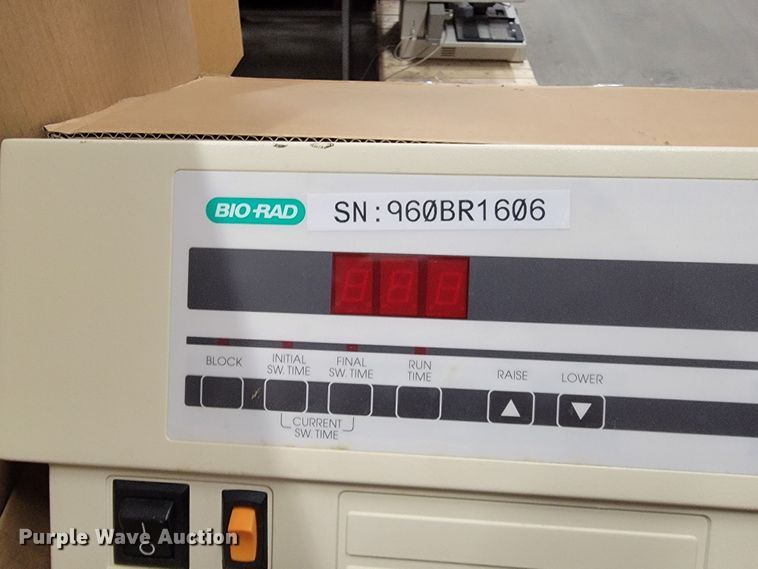 BIO-RAD
SN:960BR1606
BLOCK
INITIAL
SW. TIME
FINAL
SW. TIME
RUN
TIME
RAISE
LOWER
CURRENT
SW. TIME
Purple Wave Auction